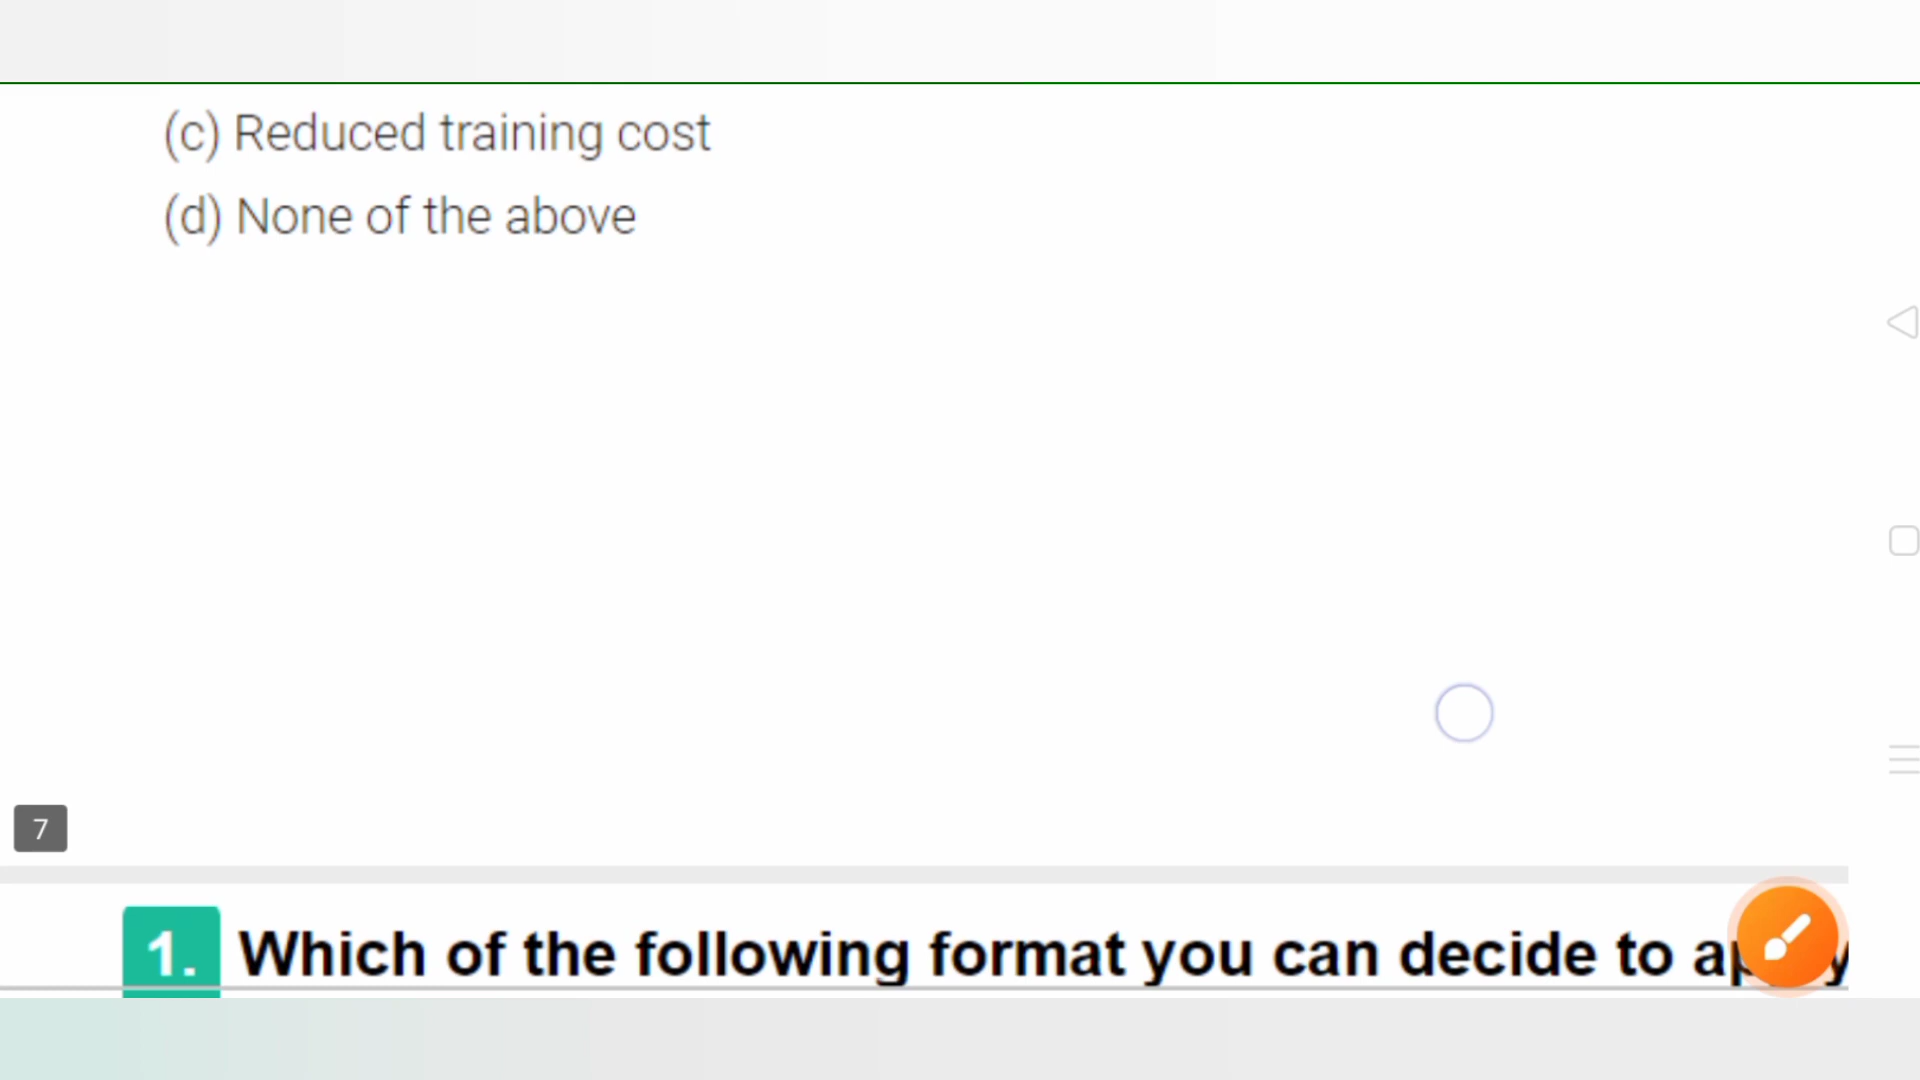 (c) Reduced training cost
(d) None of the above
7
1. Which of the following format you can decide to